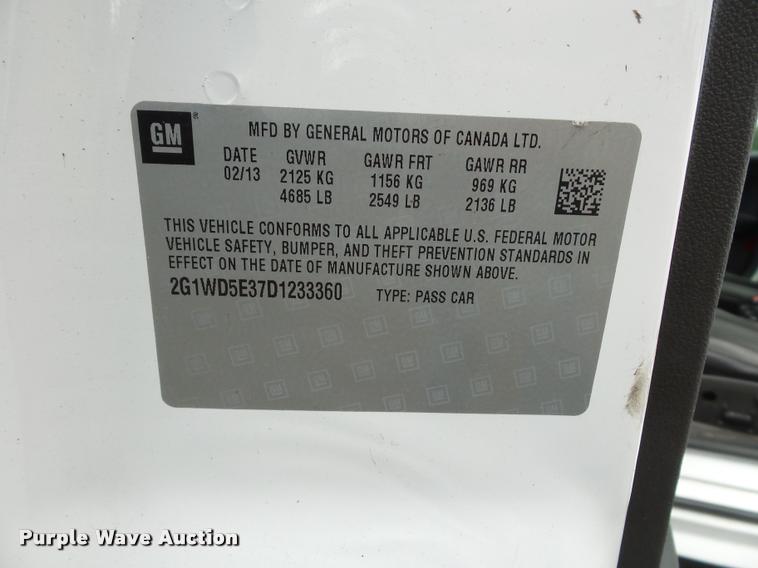 GM®
MFD BY GENERAL MOTORS OF CANADA LTD.
DATE GVWR GAWR FRT GAWR RR
02/13 2125 KG 1156 KG 969 KG
4685 LB 2549 LB 2136 LB
THIS VEHICLE CONFORMS TO ALL APPLICABLE U.S. FEDERAL MOTOR
VEHICLE SAFETY, BUMPER, AND THEFT PREVENTION STANDARDS IN
EFFECT ON THE DATE OF MANUFACTURE SHOWN ABOVE.
2G1WD5E37D1233360 TYPE: PASS CAR
Purple Wave Auction